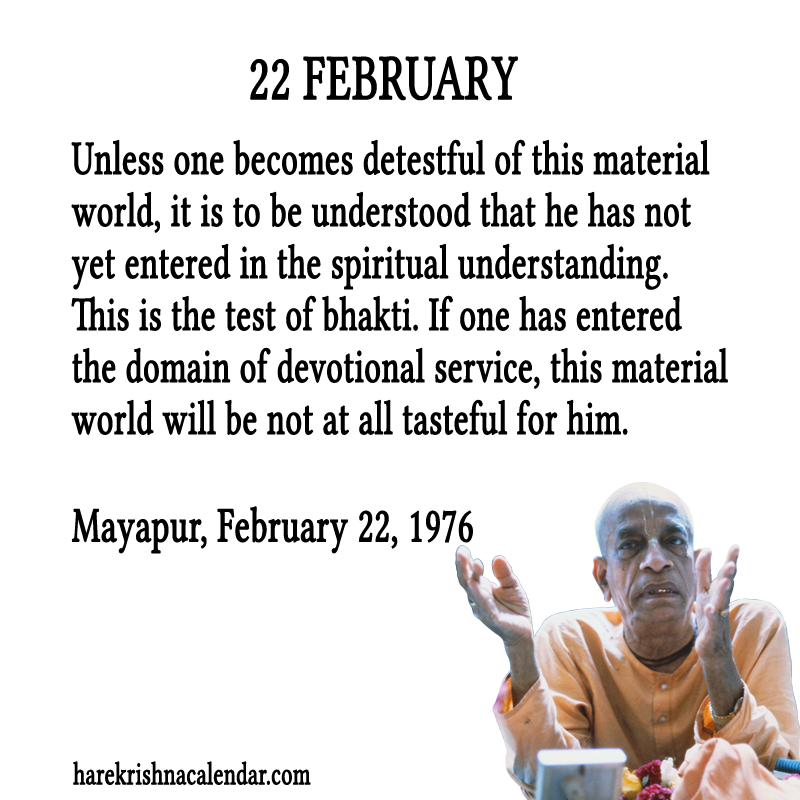 22 FEBRUARY
Unless one becomes detestful of this material
world, it is to be understood that he has not
yet entered in the spiritual understanding.
This is the test of bhakti. If one has entered
the domain of devotional service, this material
world will be not at all tasteful for him.
Mayapur, February 22, 1976
harekrishnacalendar.com